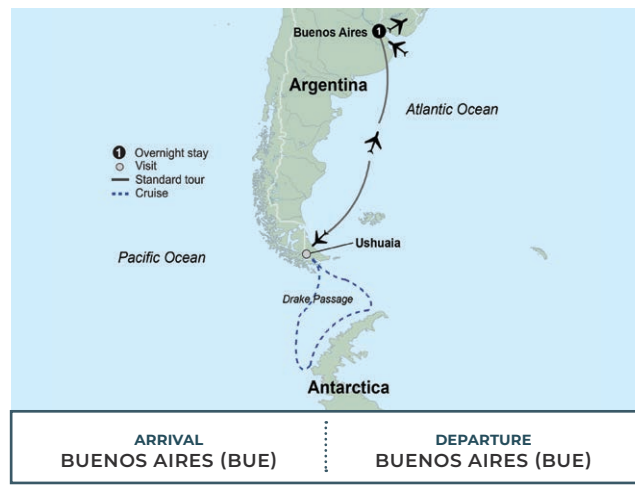 Buenos Aires 1
Argentina
Atlantic Ocean
1 Overnight stay
Visit
Standard tour
Cruise
Ushuaia
Pacific Ocean
Drake Passage
Antarctica
ARRIVAL
BUENOS AIRES (BUE)
DEPARTURE
BUENOS AIRES (BUE)